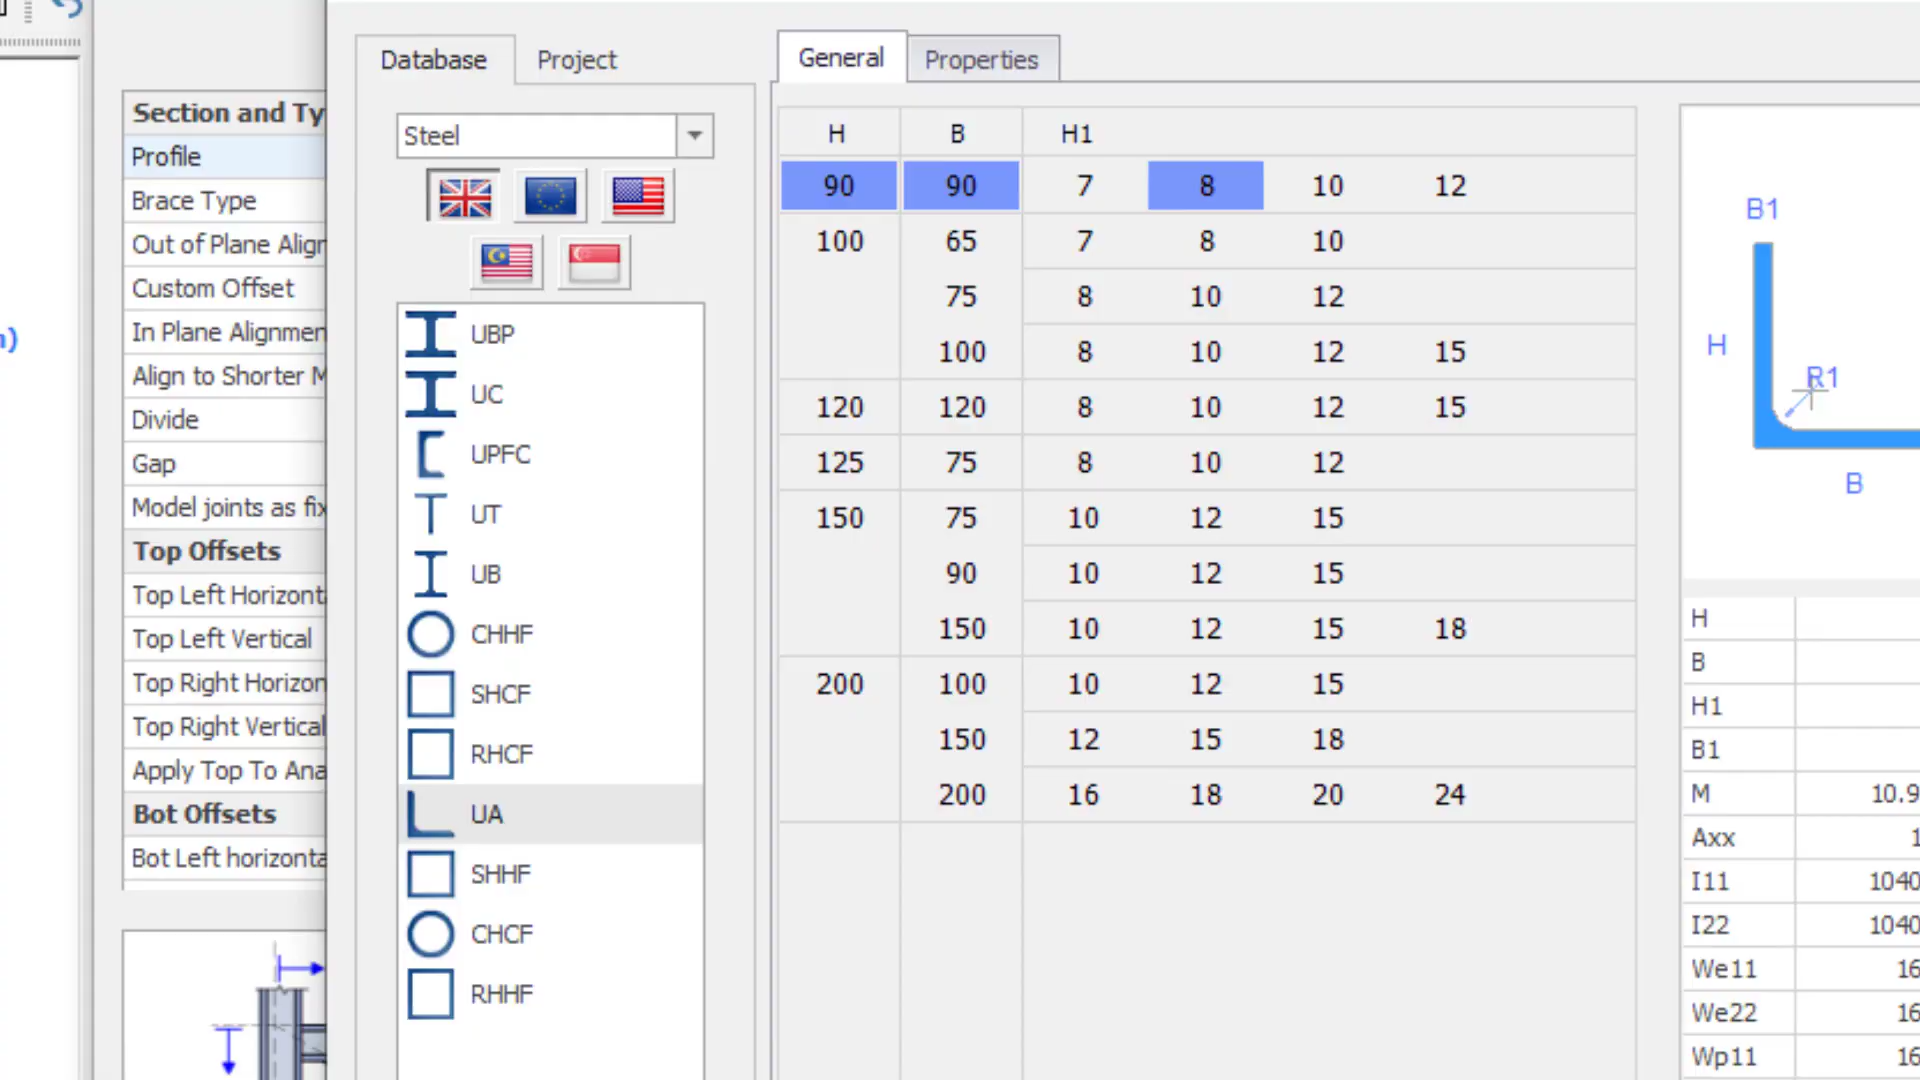 Database
Project
General
Properties
Section and Ty
Profile
Brace Type
Out of Plane Align
Custom Offset
In Plane Alignmen
Align to Shorter M
Divide
Gap
Model joints as fix
Top Offsets
Top Left Horizont
Top Left Vertical
Top Right Horizon
Top Right Vertical
Apply Top To Ana
Bot Offsets
Bot Left horizonta
Steel
UBP
UC
UPFC
UT
UB
CHHF
SHCF
RHCF
UA
SHHF
CHCF
RHHF
H B H1
90 90 7 8 10 12
100 65 7 8 10
75 8 10 12
100 8 10 12 15
120 120 8 10 12 15
125 75 8 10 12
150 75 10 12 15
90 10 12 15
150 10 12 15 18
200 100 10 12 15
150 12 15 18
200 16 18 20 24
B1
H
R1
B
H
B
H1
B1
M 10.9
Axx 1
I11 1040
I22 1040
We11 16
We22 16
Wp11 16